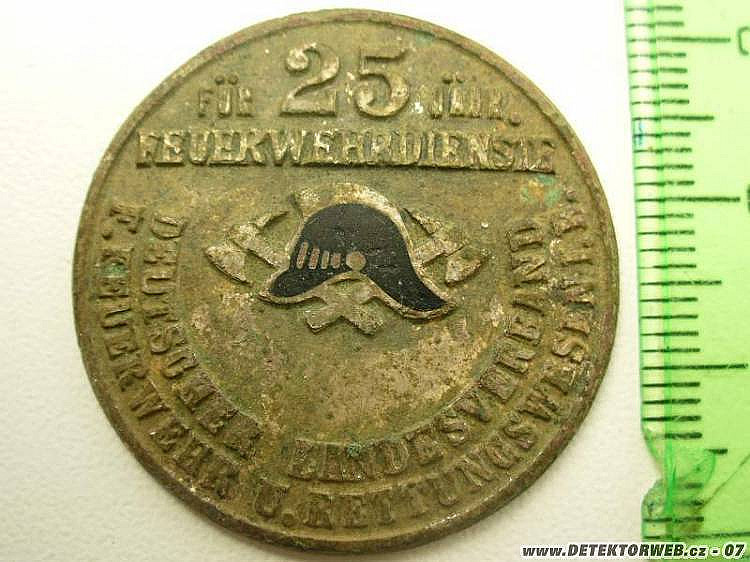 FÜR 25 JÄHR.
FEUERWEHRDIENSTE
DEUTSCHER LANDESVERBAND
F. FEUERWEHR U. RETTUNGSWESEN I. B.
www.DETEKTORWEB.cz - 07